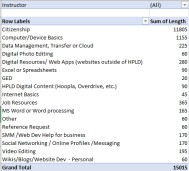 Instructor (All)
Row Labels Sum of Length
Citizenship 11805
Computer/Device Basics 1155
Data Management, Transfer or Cloud 225
Digital Photo Editing 80
Digital Resources/ Web Apps (websites outside of HPLD) 280
Excel or Spreadsheets 90
GED 20
HPLD Digital Content (Hoopla, Overdrive, etc.) 90
Internet Basics 45
Job Resources 365
MS Word or Word processing 165
Other 60
Reference Request 60
SMM /Web Dev Help for business 170
Social Networking / Online Profiles /Messaging 170
Video Editing 195
Wikis/Blogs/Website Dev - Personal 60
Grand Total 15015